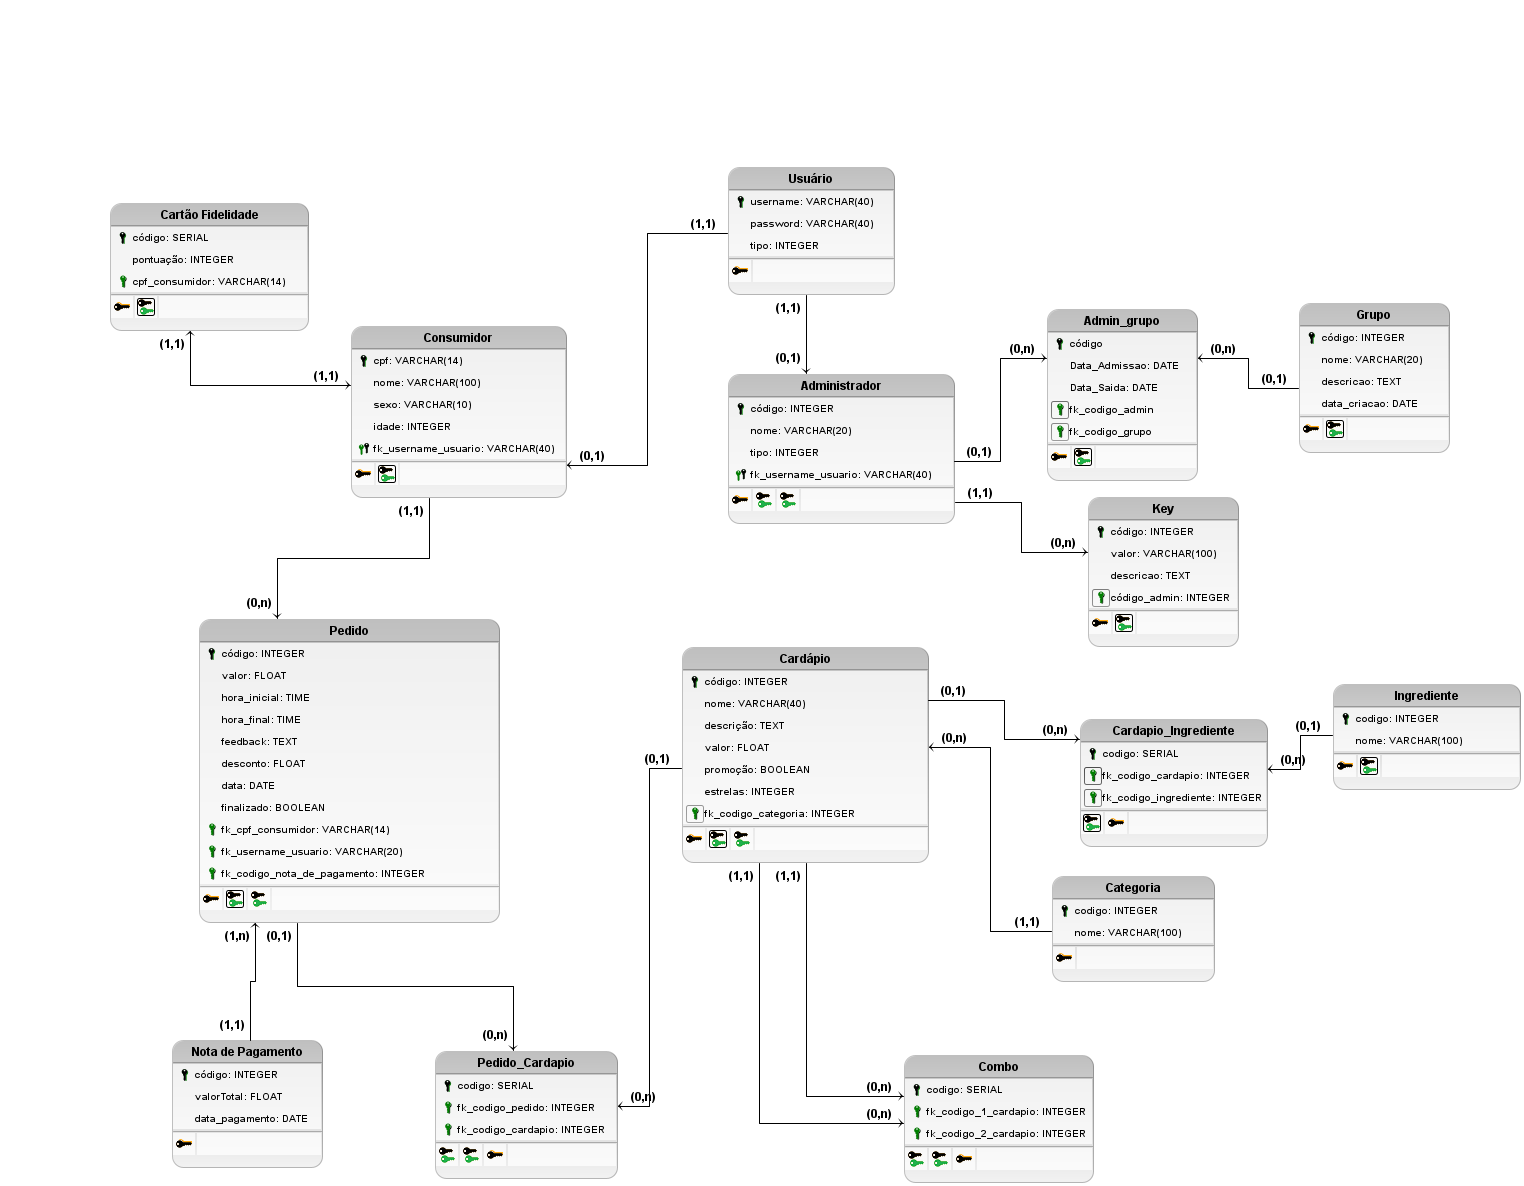 Usuário
username: VARCHAR(40)
password: VARCHAR(40)
tipo: INTEGER
(1,1)
(1,1)
(0,1)
(0,1)
Cartão Fidelidade
código: SERIAL
pontuação: INTEGER
cpf_consumidor: VARCHAR(14)
(1,1)
(1,1)
Consumidor
cpf: VARCHAR(14)
nome: VARCHAR(100)
sexo: VARCHAR(10)
idade: INTEGER
fk_username_usuario: VARCHAR(40)
(1,1)
(0,n)
Administrador
código: INTEGER
nome: VARCHAR(20)
tipo: INTEGER
fk_username_usuario: VARCHAR(40)
(0,1)
(0,n)
(1,1)
(0,n)
Admin_grupo
código
Data_Admissao: DATE
Data_Saida: DATE
fk_codigo_admin
fk_codigo_grupo
(0,n)
(0,1)
Grupo
código: INTEGER
nome: VARCHAR(20)
descricao: TEXT
data_criacao: DATE
Key
código: INTEGER
valor: VARCHAR(100)
descricao: TEXT
código_admin: INTEGER
Pedido
código: INTEGER
valor: FLOAT
hora_inicial: TIME
hora_final: TIME
feedback: TEXT
desconto: FLOAT
data: DATE
finalizado: BOOLEAN
fk_cpf_consumidor: VARCHAR(14)
fk_username_usuario: VARCHAR(20)
fk_codigo_nota_de_pagamento: INTEGER
(1,n)
(0,1)
(1,1)
(0,n)
Cardápio
código: INTEGER
nome: VARCHAR(40)
descrição: TEXT
valor: FLOAT
promoção: BOOLEAN
estrelas: INTEGER
fk_codigo_categoria: INTEGER
(0,1)
(0,n)
(0,1)
(0,n)
(0,n)
(1,1)
(1,1)
(1,1)
(0,n)
(0,n)
Cardapio_Ingrediente
codigo: SERIAL
fk_codigo_cardapio: INTEGER
fk_codigo_ingrediente: INTEGER
(0,1)
(0,n)
Ingrediente
codigo: INTEGER
nome: VARCHAR(100)
Categoria
codigo: INTEGER
nome: VARCHAR(100)
Nota de Pagamento
código: INTEGER
valorTotal: FLOAT
data_pagamento: DATE
Pedido_Cardapio
codigo: SERIAL
fk_codigo_pedido: INTEGER
fk_codigo_cardapio: INTEGER
Combo
codigo: SERIAL
fk_codigo_1_cardapio: INTEGER
fk_codigo_2_cardapio: INTEGER